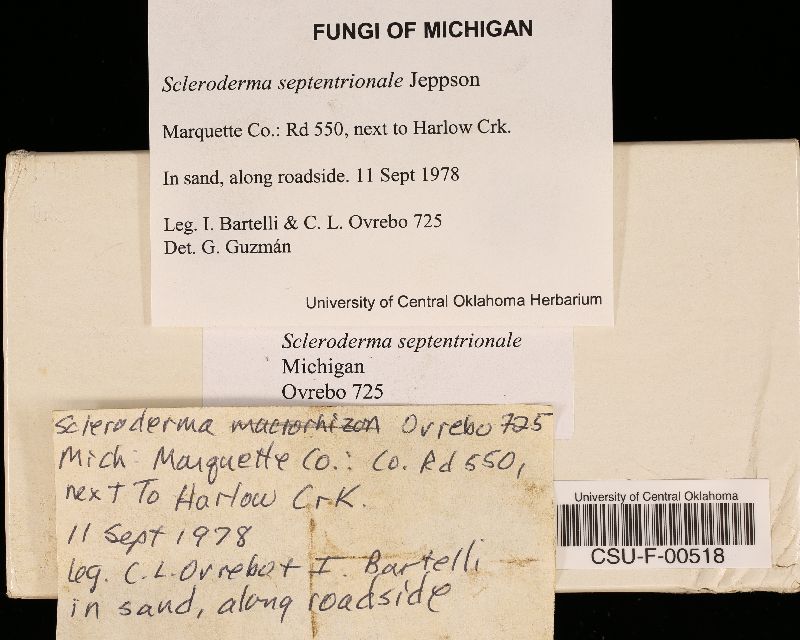 FUNGI OF MICHIGAN
Scleroderma septentrionale Jeppson
Marquette Co.: Rd 550, next to Harlow Crk.
In sand, along roadside. 11 Sept 1978
Leg. I. Bartelli & C. L. Ovrebo 725
Det. G. Guzmán
University of Central Oklahoma Herbarium
Scleroderma septentrionale
Michigan
Ovrebo 725
Scleroderma macrorhizon Ovrebo 725
Mich: Marquette Co.: Co. Rd 550,
next To Harlow Crk.
11 Sept 1978
Leg. C.L. Ovrebo + I. Bartelli
in sand, along roadside
University of Central Oklahoma
CSU-F-00518